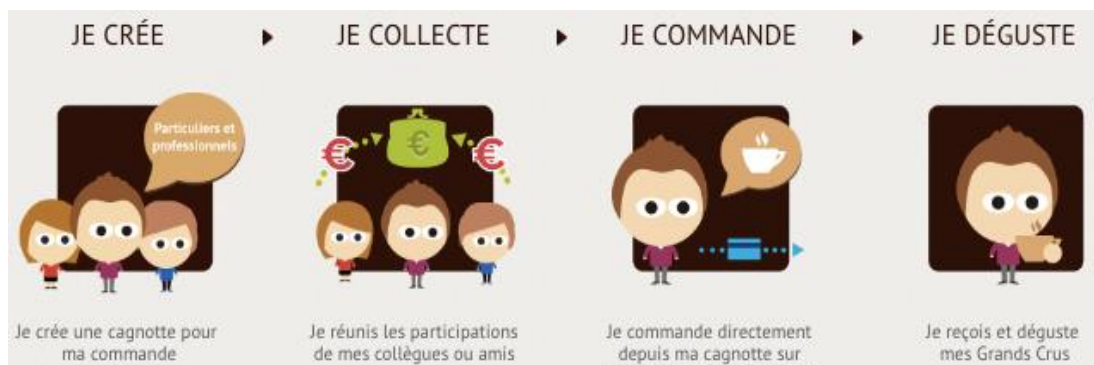 JE CRÉE
JE COLLECTE
JE COMMANDE
JE DÉGUSTE
Particuliers et
professionnels
€
€
€
Je crée une cagnotte pour
ma commande
Je réunis les participations
de mes collègues ou amis
Je commande directement
depuis ma cagnotte sur
Je reçois et déguste
mes Grands Crus